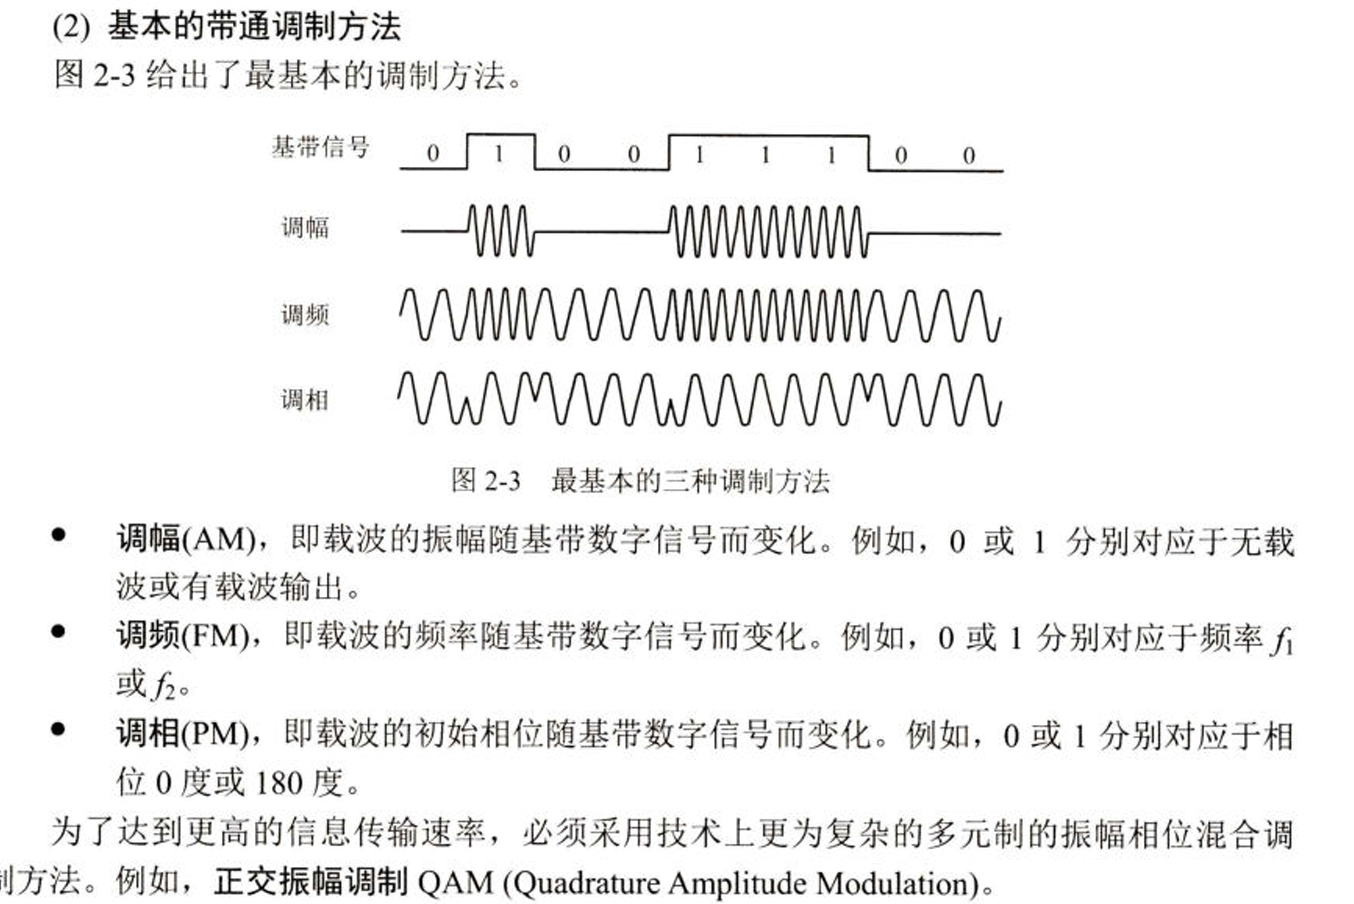 (2) 基本的带通调制方法
图 2-3 给出了最基本的调制方法。
基带信号 0 1 0 0 1 1 1 0 0
调幅
调频
调相
图 2-3 最基本的三种调制方法
● 调幅(AM)，即载波的振幅随基带数字信号而变化。例如，0 或 1 分别对应于无载
波或有载波输出。
● 调频(FM)，即载波的频率随基带数字信号而变化。例如，0 或 1 分别对应于频率 f₁
或 f₂。
● 调相(PM)，即载波的初始相位随基带数字信号而变化。例如，0 或 1 分别对应于相
位 0 度或 180 度。
为了达到更高的信息传输速率，必须采用技术上更为复杂的多元制的振幅相位混合调
制方法。例如，正交振幅调制 QAM (Quadrature Amplitude Modulation)。